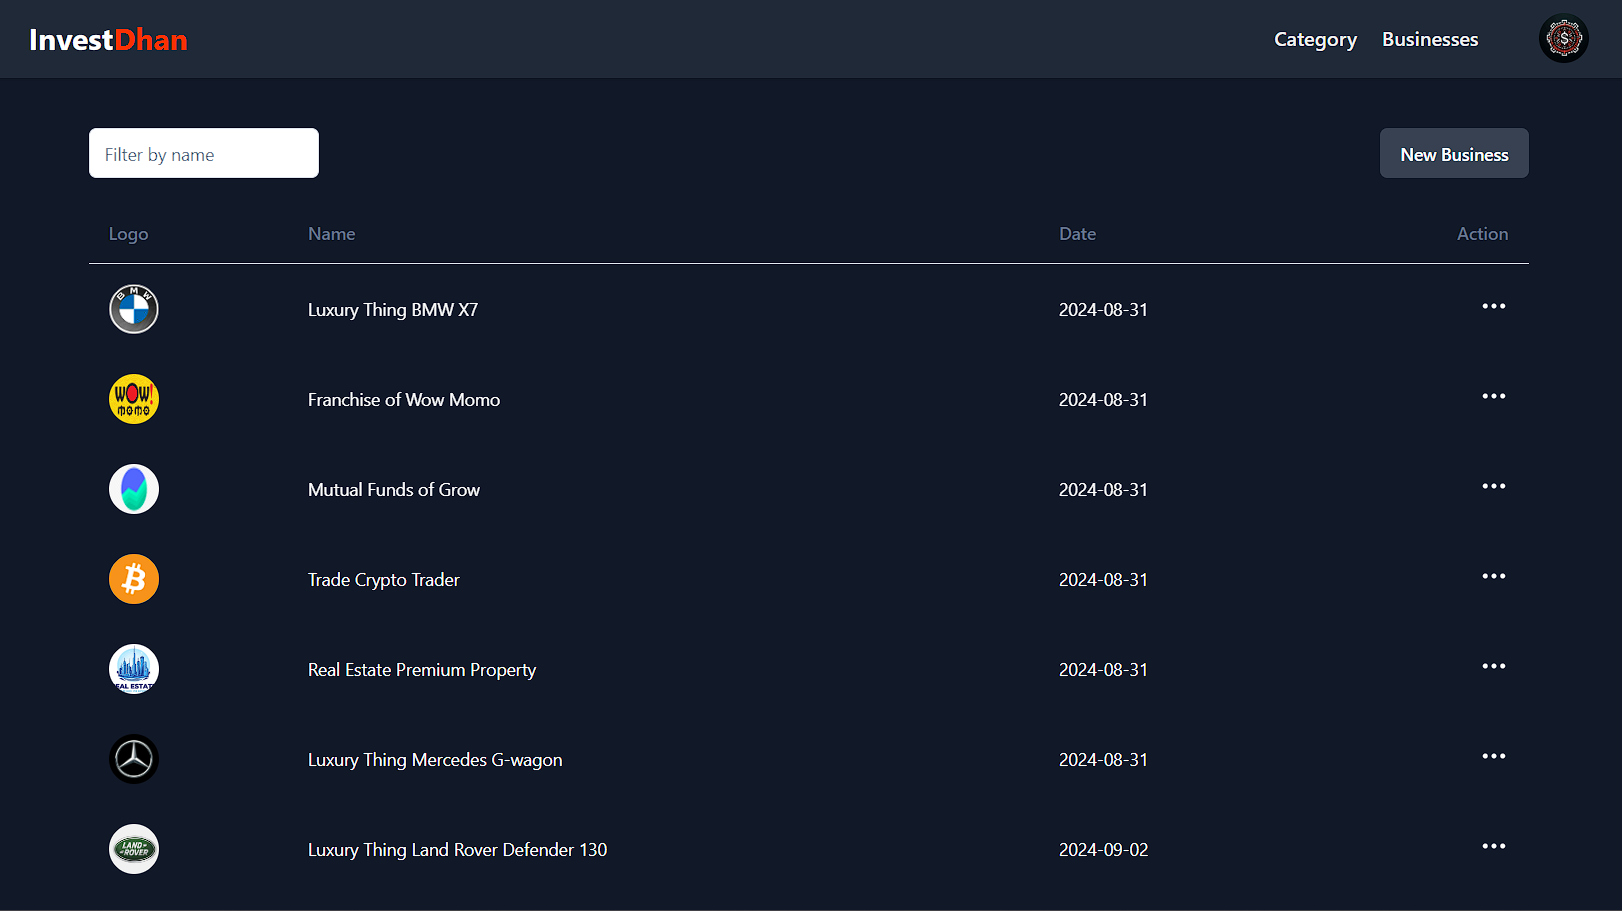 InvestDhan
Category Businesses
$
Filter by name
New Business
Logo Name Date Action
BMW
Luxury Thing BMW X7 2024-08-31
WOW!
MOMO
Franchise of Wow Momo 2024-08-31
Mutual Funds of Grow 2024-08-31
Trade Crypto Trader 2024-08-31
EAL ESTAT
Real Estate Premium Property 2024-08-31
Luxury Thing Mercedes G-wagon 2024-08-31
LAND-
-ROVER
Luxury Thing Land Rover Defender 130 2024-09-02